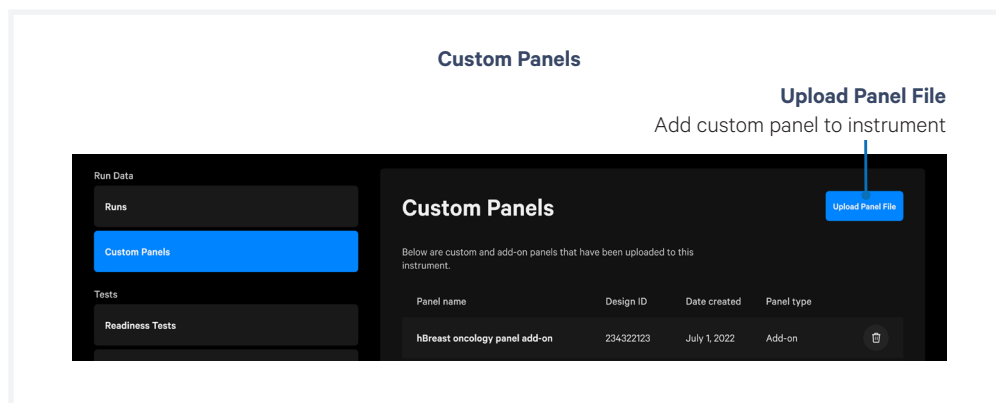 Custom Panels
Upload Panel File
Add custom panel to instrument
Run Data
Runs
Custom Panels
Tests
Readiness Tests
Custom Panels
Upload Panel File
Below are custom and add-on panels that have been uploaded to this
instrument.
Panel name Design ID Date created Panel type
hBreast oncology panel add-on 234322123 July 1, 2022 Add-on